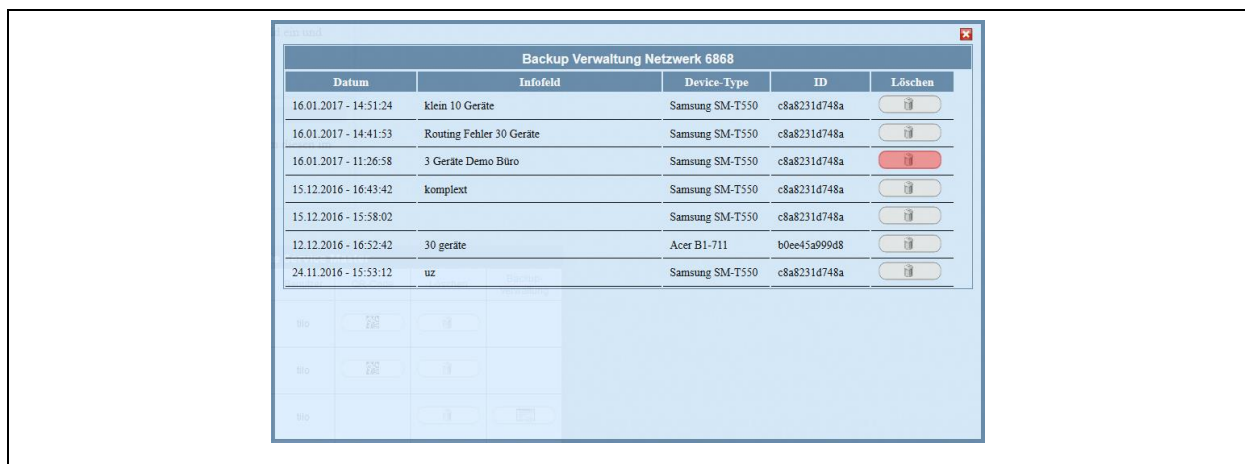 Backup Verwaltung Netzwerk 6868
Datum Infofeld Device-Type ID Löschen
16.01.2017 - 14:51:24 klein 10 Geräte Samsung SM-T550 c8a8231d748a
16.01.2017 - 14:41:53 Routing Fehler 30 Geräte Samsung SM-T550 c8a8231d748a
16.01.2017 - 11:26:58 3 Geräte Demo Büro Samsung SM-T550 c8a8231d748a
15.12.2016 - 16:43:42 komplext Samsung SM-T550 c8a8231d748a
15.12.2016 - 15:58:02 Samsung SM-T550 c8a8231d748a
12.12.2016 - 16:52:42 30 geräte Acer B1-711 b0ee45a999d8
24.11.2016 - 15:53:12 uz Samsung SM-T550 c8a8231d748a